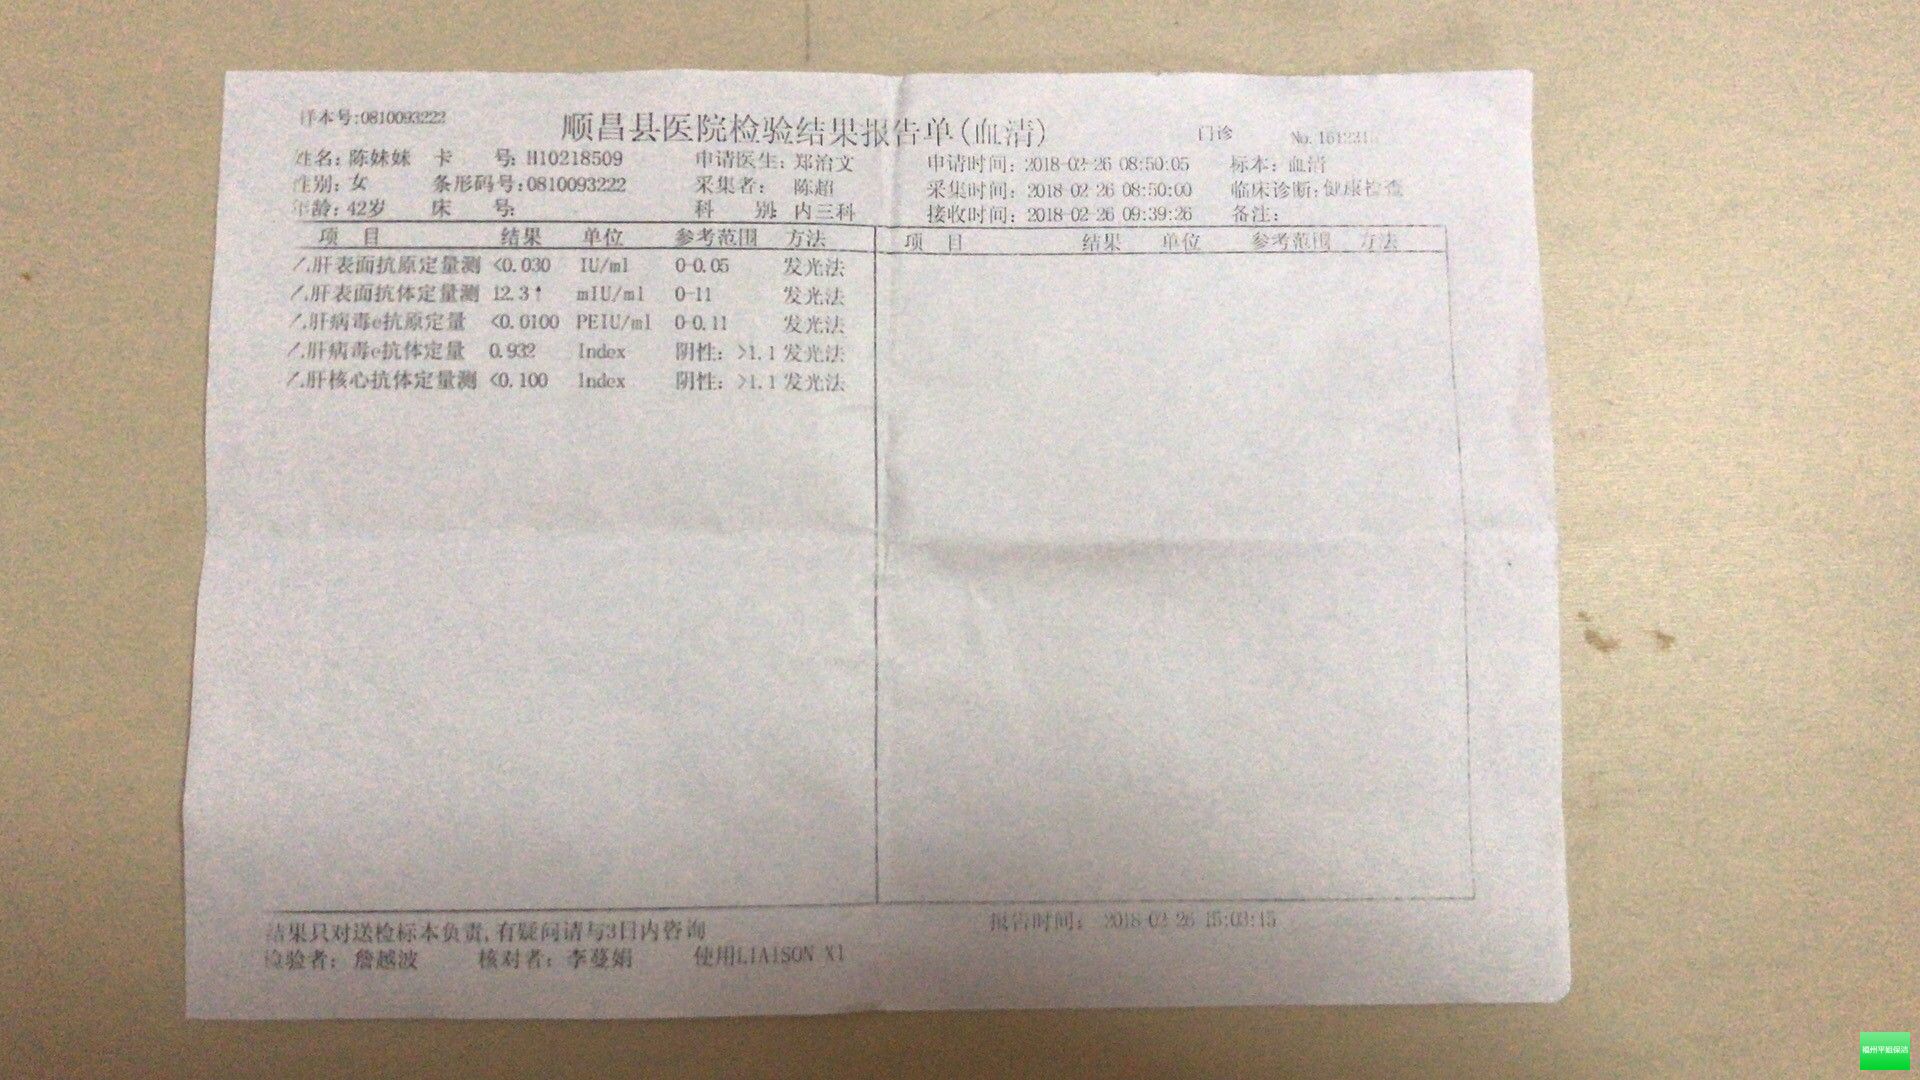 样本号:0810093222
顺昌县医院检验结果报告单(血清)
门诊 No.
姓名: 陈妹妹 卡 号: H10218509 申请医生: 郑治文 申请时间: 2018-02-26 08:50:05 标本: 血清
性别: 女 条形码号:0810093222 采集者: 陈超 采集时间: 2018-02-26 08:50:00 临床诊断:健康检查
年龄: 42岁 床 号: 科 别: 内三科 接收时间: 2018-02-26 09:39:26 备注:
项 目 结果 单位 参考范围 方法 项 目 结果 单位 参考范围 方法
乙肝表面抗原定量测 <0.030 IU/ml 0-0.05 发光法
乙肝表面抗体定量测 12.3↑ mIU/ml 0-11 发光法
乙肝病毒e抗原定量 <0.0100 PEIU/ml 0-0.11 发光法
乙肝病毒e抗体定量 0.932 Index 阴性: >1.1 发光法
乙肝核心抗体定量测 <0.100 Index 阴性: >1.1 发光法
结果只对送检标本负责,有疑问请与3日内咨询 报告时间: 2018-02-26
检验者: 詹越波 核对者: 李蔓娟 使用LIAISON Xl
福州平姐保洁